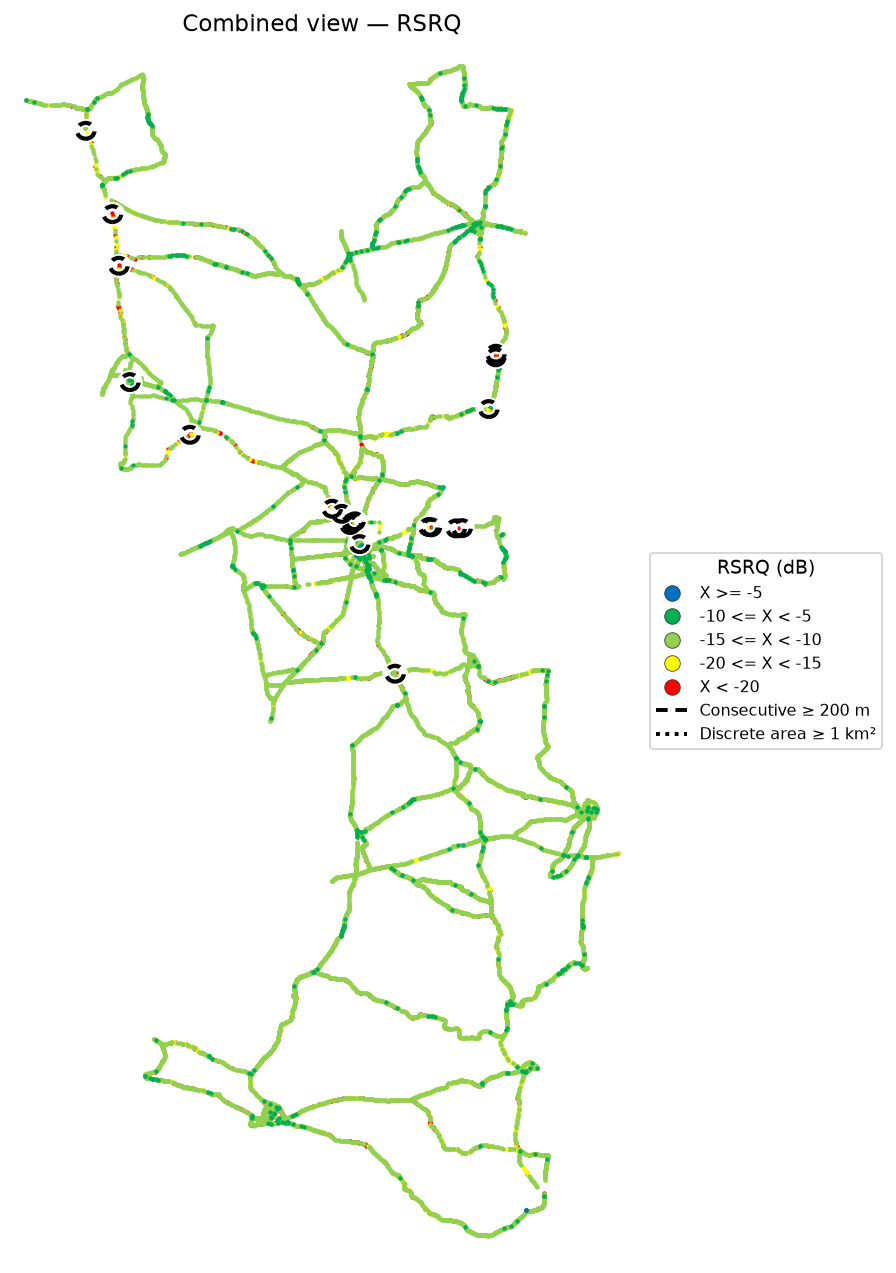 Combined view — RSRQ
RSRQ (dB)
X >= -5
-10 <= X < -5
-15 <= X < -10
-20 <= X < -15
X < -20
Consecutive ≥ 200 m
Discrete area ≥ 1 km²